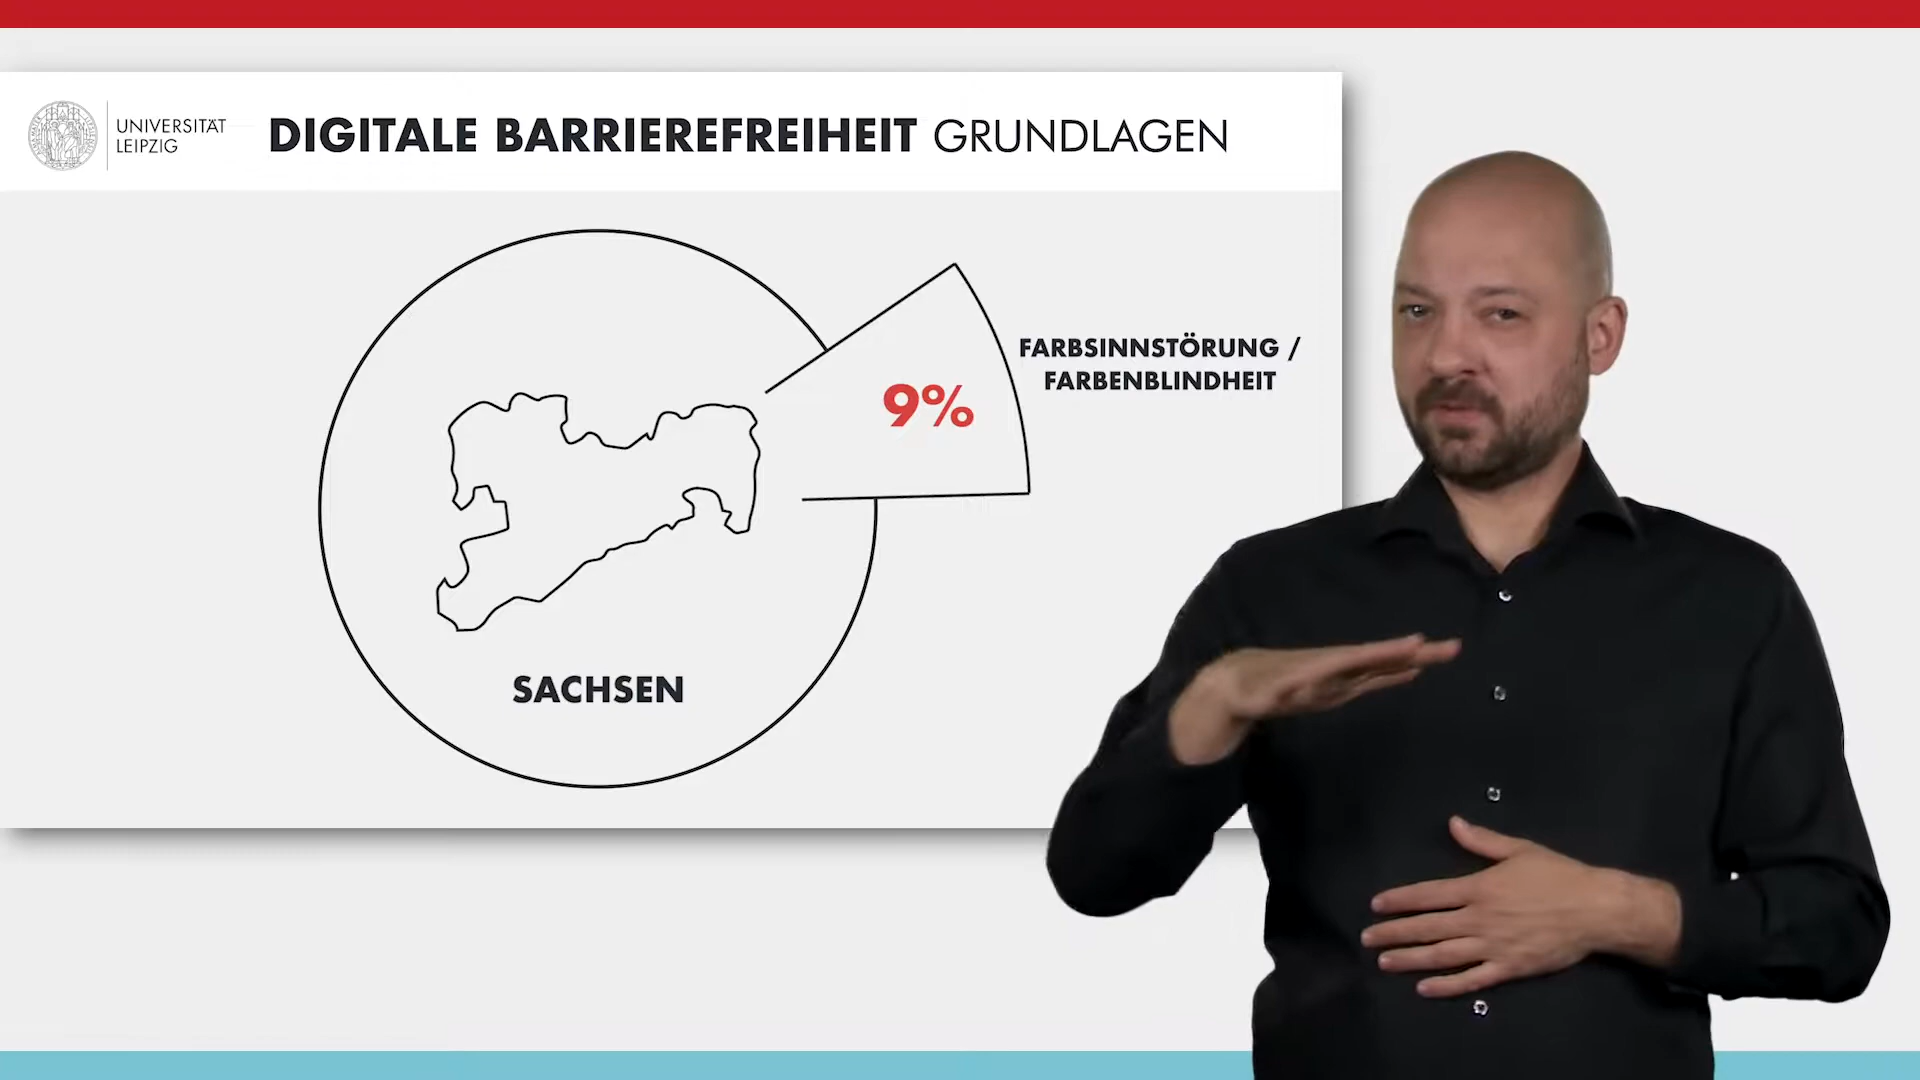 UNIVERSITÄT
LEIPZIG
DIGITALE BARRIEREFREIHEIT GRUNDLAGEN
FARBSINNSTÖRUNG /
FARBENBLINDHEIT
9%
SACHSEN